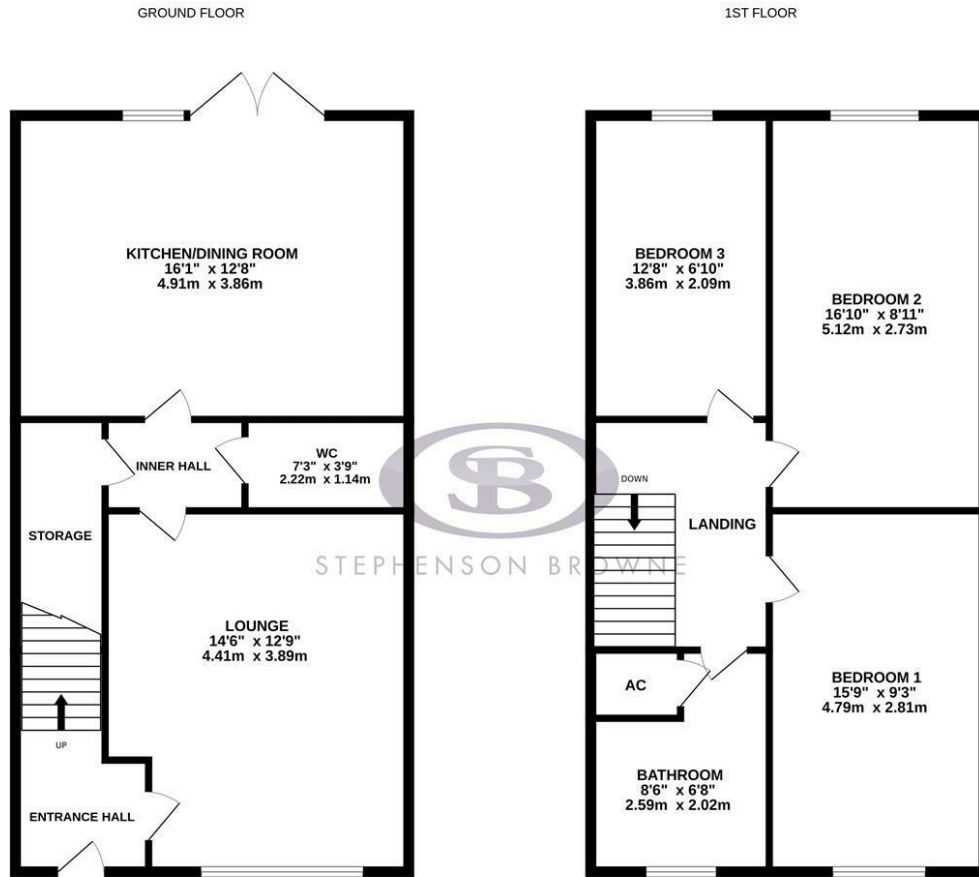 GROUND FLOOR
KITCHEN/DINING ROOM
16'1" x 12'8"
4.91m x 3.86m
INNER HALL
WC
7'3" x 3'9"
2.22m x 1.14m
STORAGE
LOUNGE
14'6" x 12'9"
4.41m x 3.89m
UP
ENTRANCE HALL
1ST FLOOR
BEDROOM 3
12'8" x 6'10"
3.86m x 2.09m
BEDROOM 2
16'10" x 8'11"
5.12m x 2.73m
DOWN
LANDING
BEDROOM 1
15'9" x 9'3"
4.79m x 2.81m
AC
BATHROOM
8'6" x 6'8"
2.59m x 2.02m
SB
STEPHENSON BROWNE